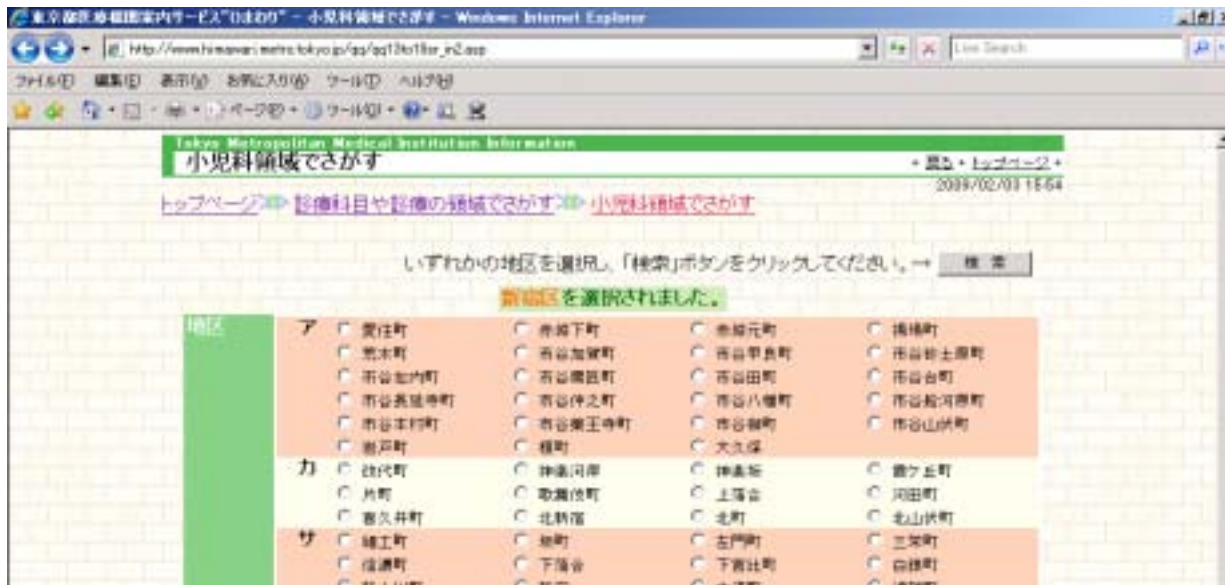 東京都医療機関案内サービス"ひまわり" - 小児科領域でさがす - Windows Internet Explorer
Live Search
ファイル(F) 編集(E) 表示(V) お気に入り(A) ツール(T) ヘルプ(H)
ページ(P) ツール(O)
Tokyo Metropolitan Medical Institution Information
小児科領域でさがす
戻る トップページ
2009/02/03
トップページ 診療科目や診療の領域でさがす 小児科領域でさがす
いずれかの地区を選択し、「検索」ボタンをクリックしてください。→ 検索
新宿区を選択されました。
地区 ア 愛住町 赤城下町 赤城元町 揚場町
荒木町 市谷加賀町 市谷甲良町 市谷砂土原町
市谷左内町 市谷鷹匠町 市谷田町 市谷台町
市谷長延寺町 市谷仲之町 市谷八幡町 市谷船河原町
市谷本村町 市谷薬王寺町 市谷柳町 市谷山伏町
岩戸町 榎町 大久保
カ 改代町 神楽河岸 神楽坂 霞ケ丘町
片町 歌舞伎町 上落合 河田町
喜久井町 北新宿 北町 北山伏町
サ 細工町 左門町 三栄町
信濃町 下落合 下宮比町 白銀町